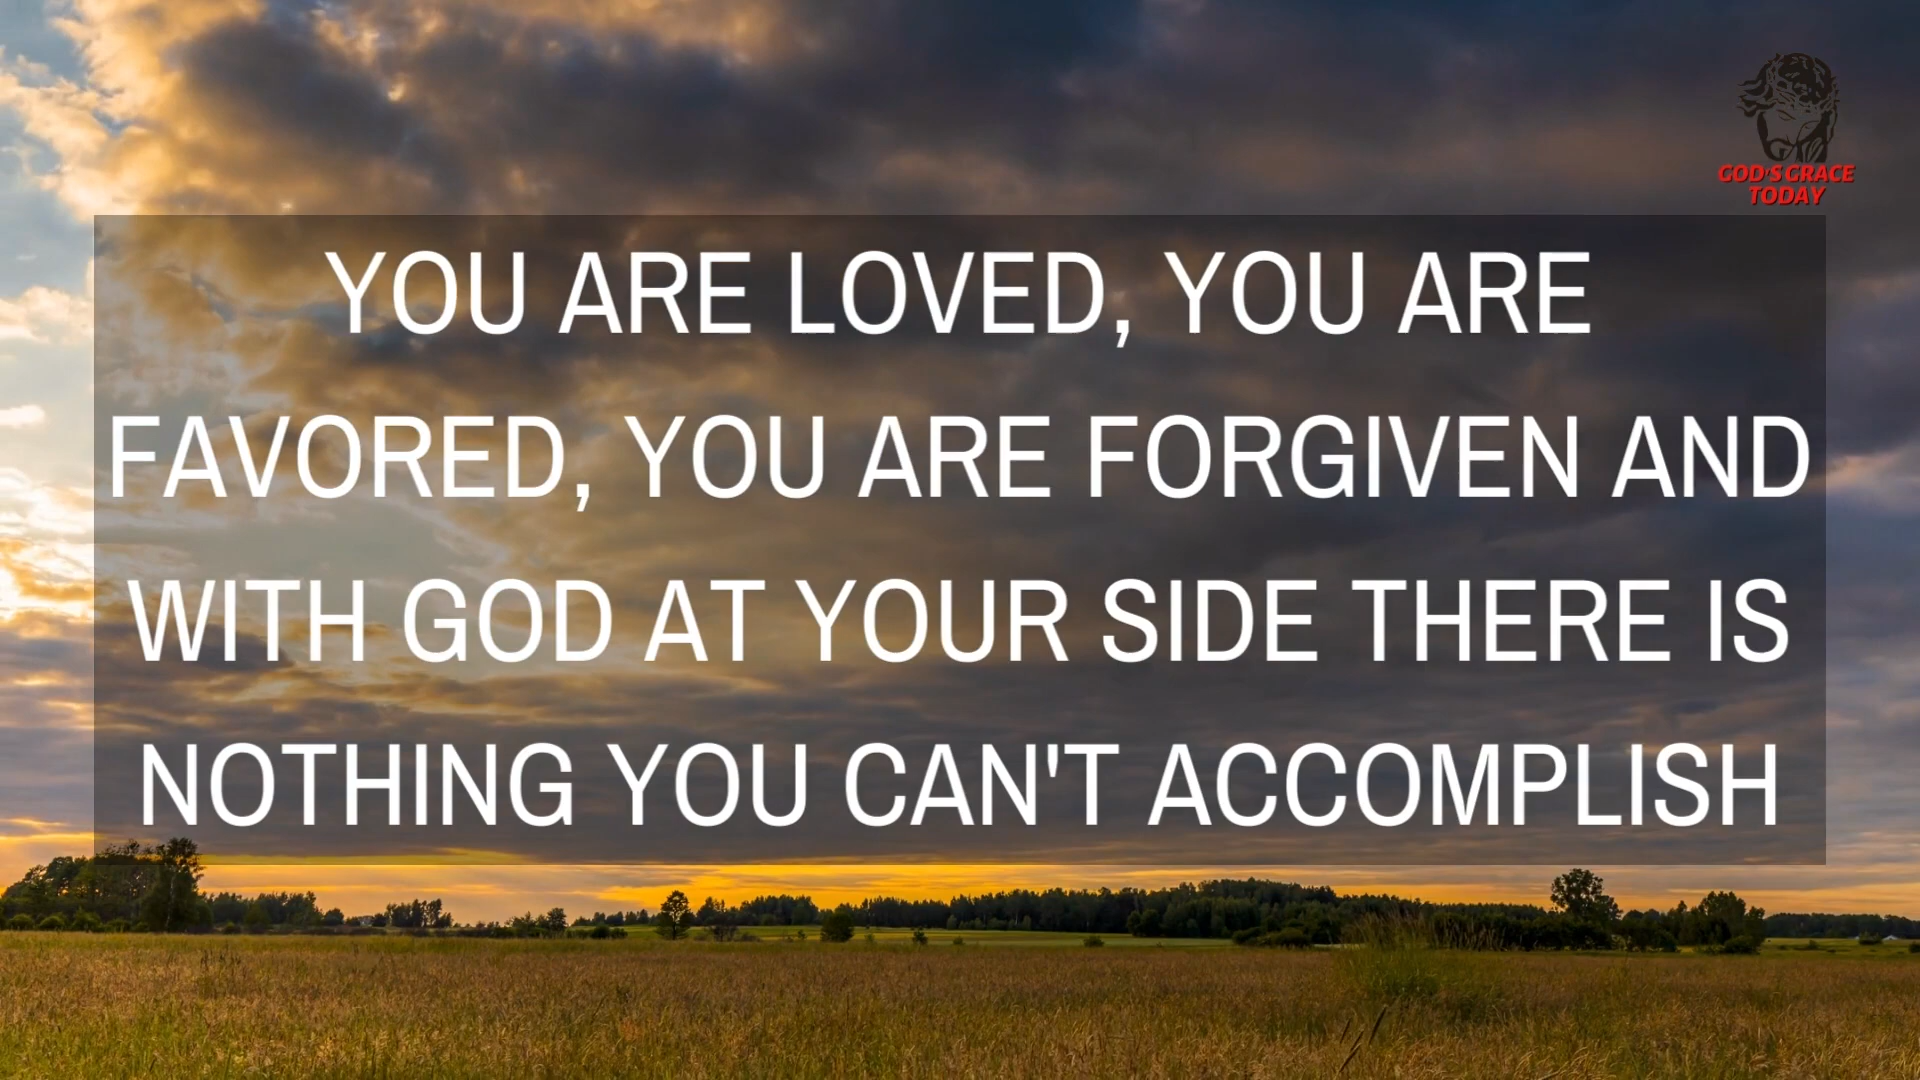 GOD'S GRACE
TODAY
YOU ARE LOVED, YOU ARE
FAVORED, YOU ARE FORGIVEN AND
WITH GOD AT YOUR SIDE THERE IS
NOTHING YOU CAN'T ACCOMPLISH